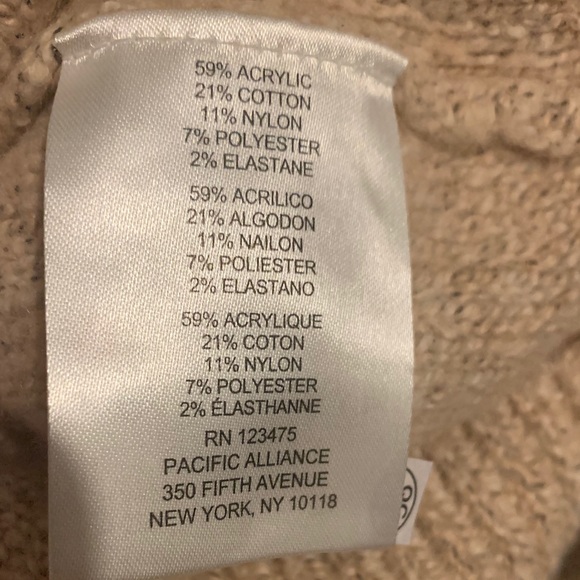 59% ACRYLIC
21% COTTON
11% NYLON
7% POLYESTER
2% ELASTANE
59% ACRILICO
21% ALGODON
11% NAILON
7% POLIESTER
2% ELASTANO
59% ACRYLIQUE
21% COTON
11% NYLON
7% POLYESTER
2% ÉLASTHANNE
RN 123475
PACIFIC ALLIANCE
350 FIFTH AVENUE
NEW YORK, NY 10118